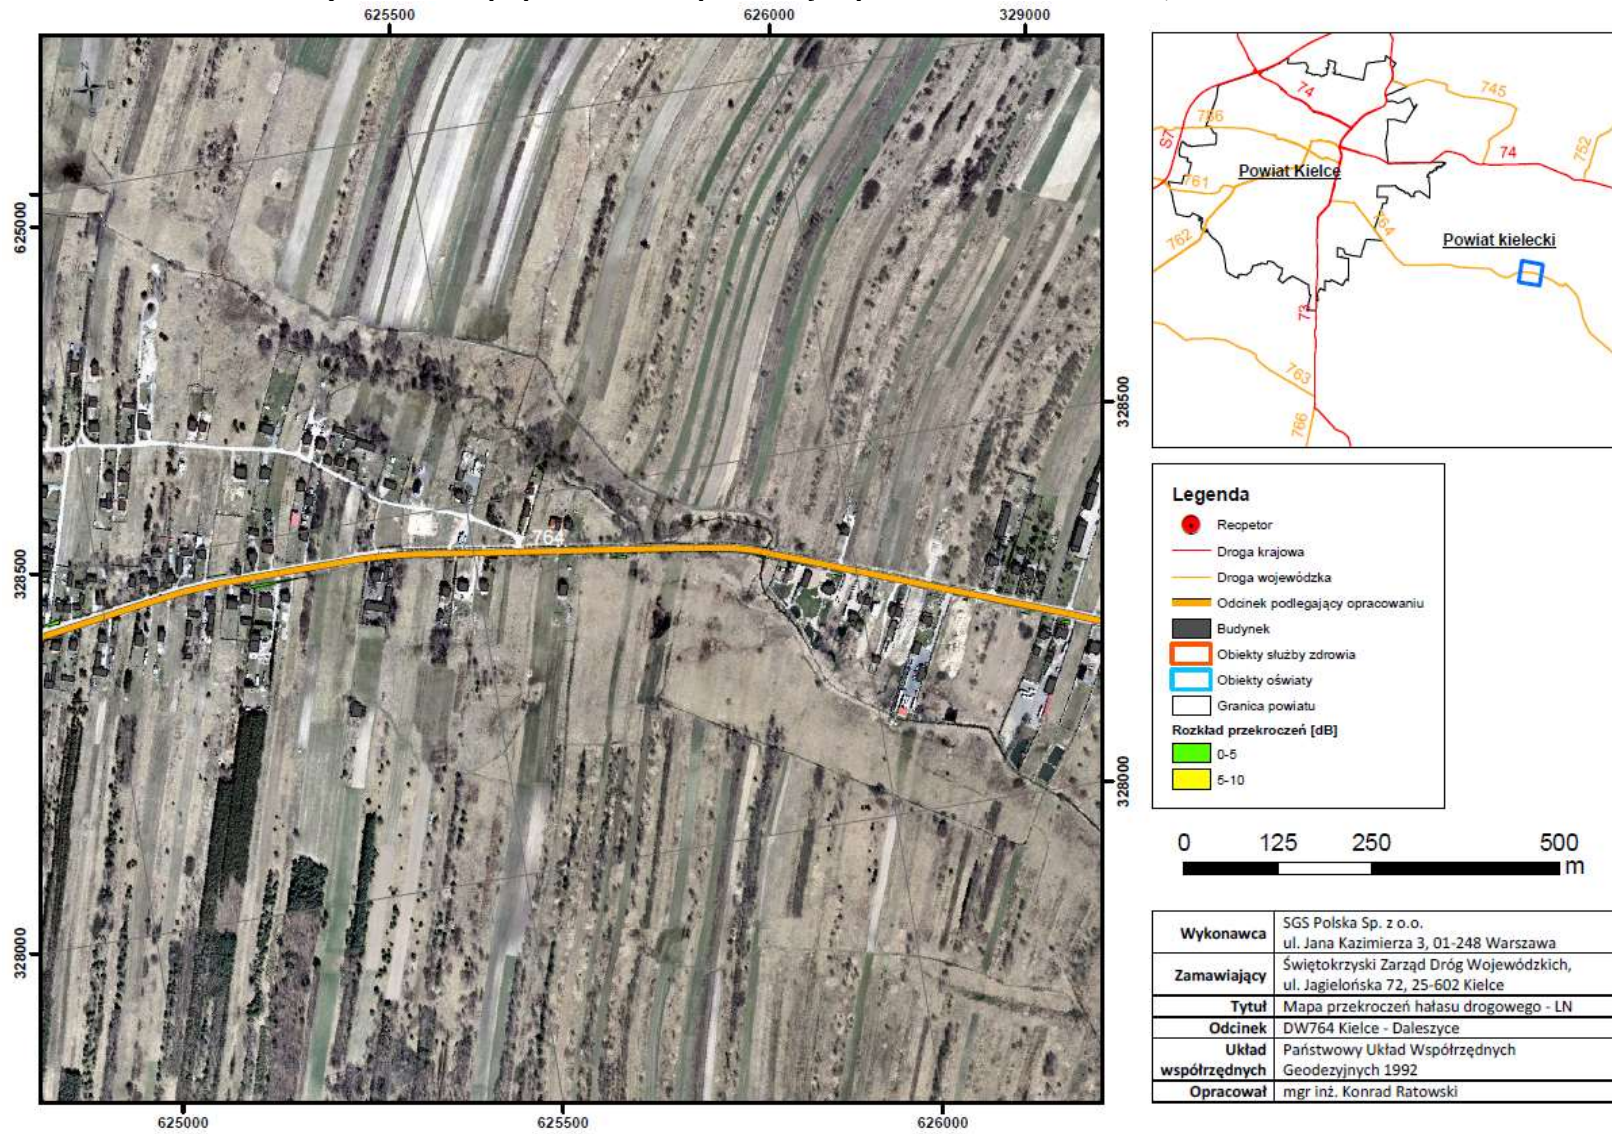 625500
626000
329000
625000
328500
328000
328500
328000
625000
625500
626000
N
W
764
74
745
756
S7
74
752
Powiat Kielce
761
764
762
Powiat kielecki
73
763
766
Legenda
Recpetor
Droga krajowa
Droga wojewódzka
Odcinek podlegający opracowaniu
Budynek
Obiekty służby zdrowia
Obiekty oświaty
Granica powiatu
Rozkład przekroczeń [dB]
0-5
5-10
0 125 250 500
m
Wykonawca SGS Polska Sp. z o.o.
ul. Jana Kazimierza 3, 01-248 Warszawa
Zamawiający Świętokrzyski Zarząd Dróg Wojewódzkich,
ul. Jagielońska 72, 25-602 Kielce
Tytuł Mapa przekroczeń hałasu drogowego - LN
Odcinek DW764 Kielce - Daleszyce
Układ współrzędnych Państwowy Układ Współrzędnych
Geodezyjnych 1992
Opracował mgr inż. Konrad Ratowski